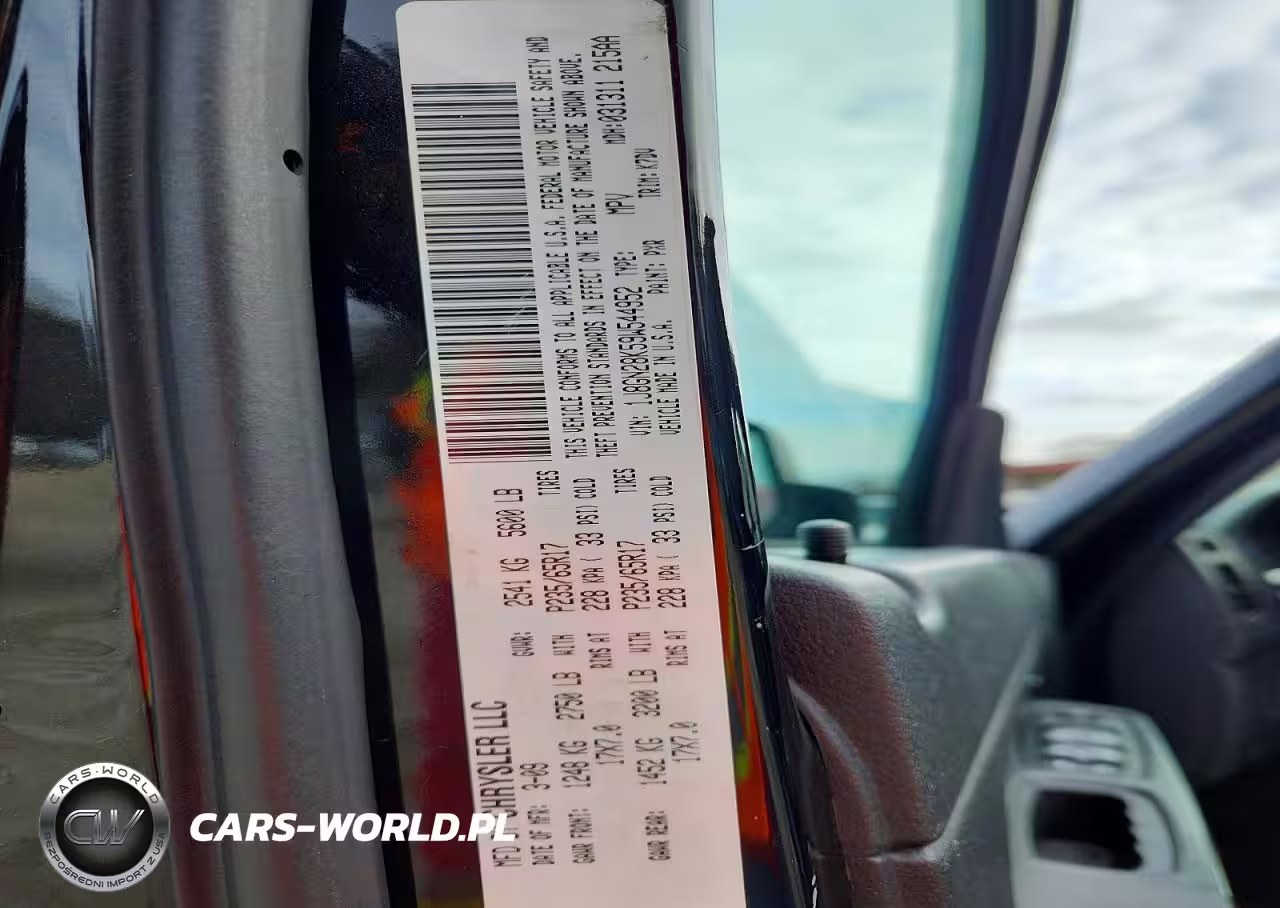 MFD BY CHRYSLER LLC
DATE OF MFR: 3-09 GVWR: 2541 KG 5600 LB
GAWR FRONT: 1248 KG 2750 LB WITH P235/65R17 TIRES
17X7.0 RIMS AT 228 KPA ( 33 PSI) COLD
GAWR REAR: 1452 KG 3200 LB WITH P235/65R17 TIRES
17X7.0 RIMS AT 228 KPA ( 33 PSI) COLD
THIS VEHICLE CONFORMS TO ALL APPLICABLE U.S.A. FEDERAL MOTOR VEHICLE SAFETY AND
THEFT PREVENTION STANDARDS IN EFFECT ON THE DATE OF MANUFACTURE SHOWN ABOVE.
MDH:031311 215AA
VIN: 1J8GN28K59W544952 TYPE: MPV
VEHICLE MADE IN U.S.A. PAINT: PXR TRIM: K7DV
CARS-WORLD
CW
BEZPOŚREDNI IMPORT Z USA
CARS-WORLD.PL